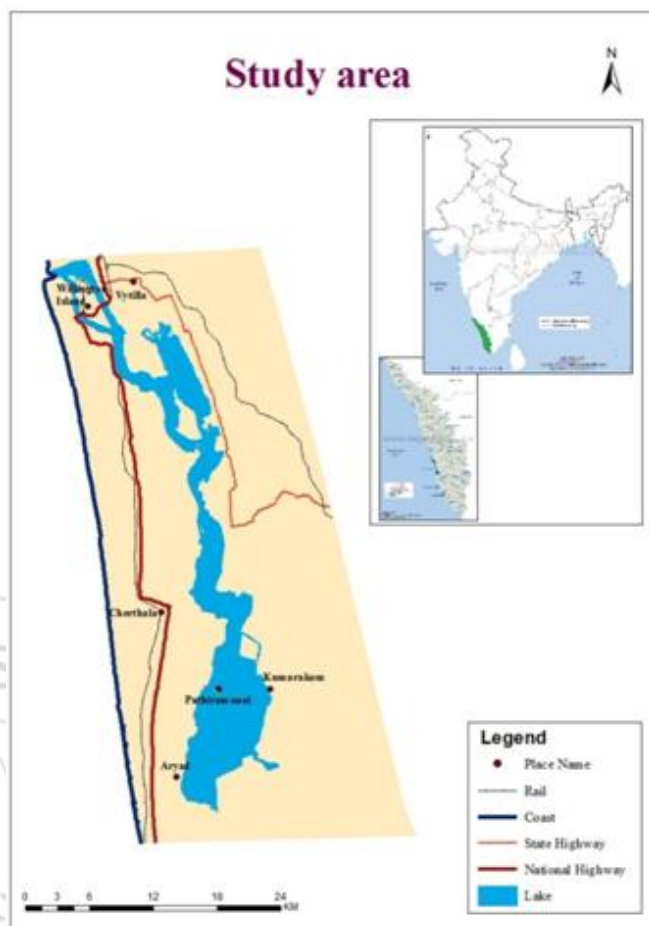 Study area
N
Willington
Island
Vytilla
Cherthala
Kumarakom
Pathiramanal
Aryad
Legend
Place Name
Rail
Coast
State Highway
National Highway
Lake
0 3 6 12 18 24
KM